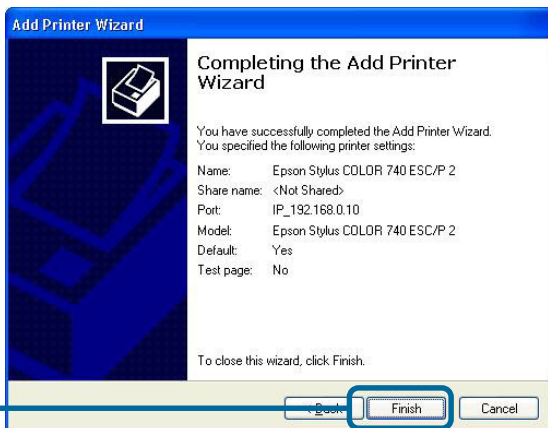 Add Printer Wizard
Completing the Add Printer
Wizard
You have successfully completed the Add Printer Wizard.
You specified the following printer settings:
Name: Epson Stylus COLOR 740 ESC/P 2
Share name: <Not Shared>
Port: IP_192.168.0.10
Model: Epson Stylus COLOR 740 ESC/P 2
Default: Yes
Test page: No
To close this wizard, click Finish.
< Back Finish Cancel